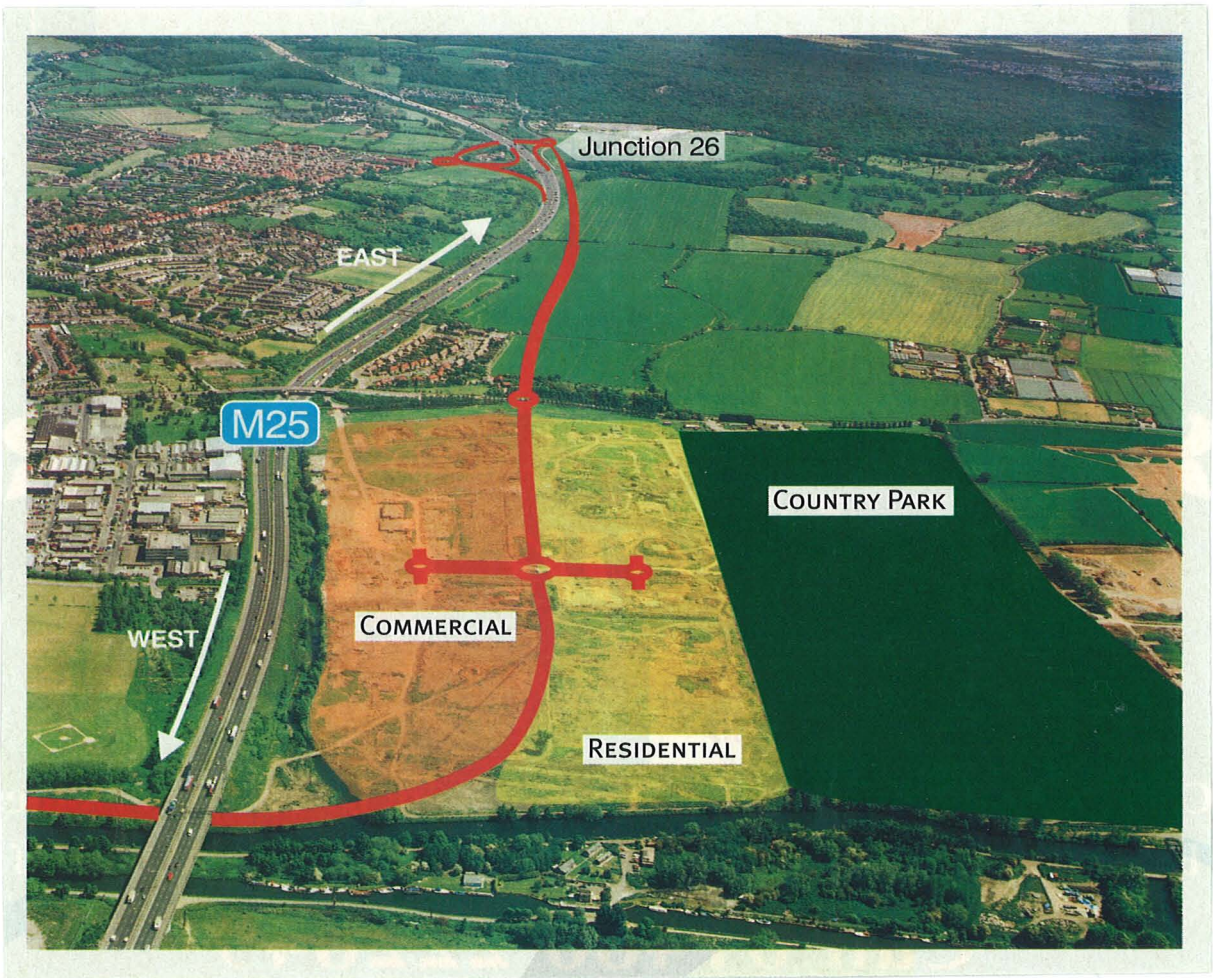 Junction 26
EAST
M25
COUNTRY PARK
COMMERCIAL
WEST
RESIDENTIAL